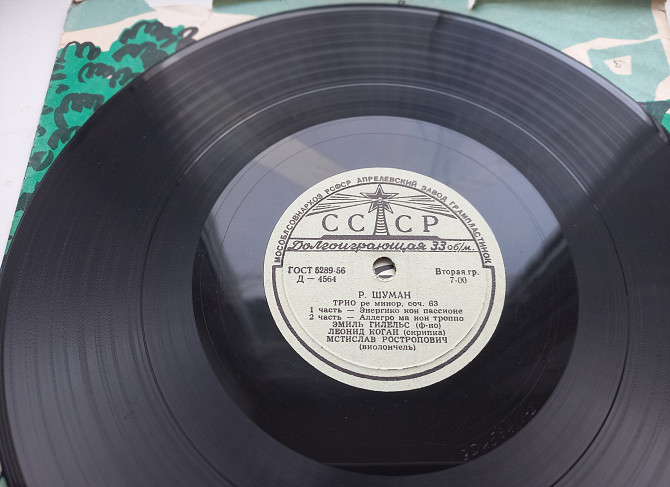 МОСОБЛСОВНАРХОЗ РСФСР АПРЕЛЕВСКИЙ ЗАВОД ГРАМПЛАСТИНОК
СССР
Долгоиграющая 33 об/м.
ГОСТ 5289-56
Вторая гр.
Д — 4564
7-00
Р. ШУМАН
ТРИО ре минор, соч. 63
1 часть — Энергико кон пассионе
2 часть — Аллегро ма нон троппо
ЭМИЛЬ ГИЛЕЛЬС (ф-но)
ЛЕОНИД КОГАН (скрипка)
МСТИСЛАВ РОСТРОПОВИЧ
(виолончель)